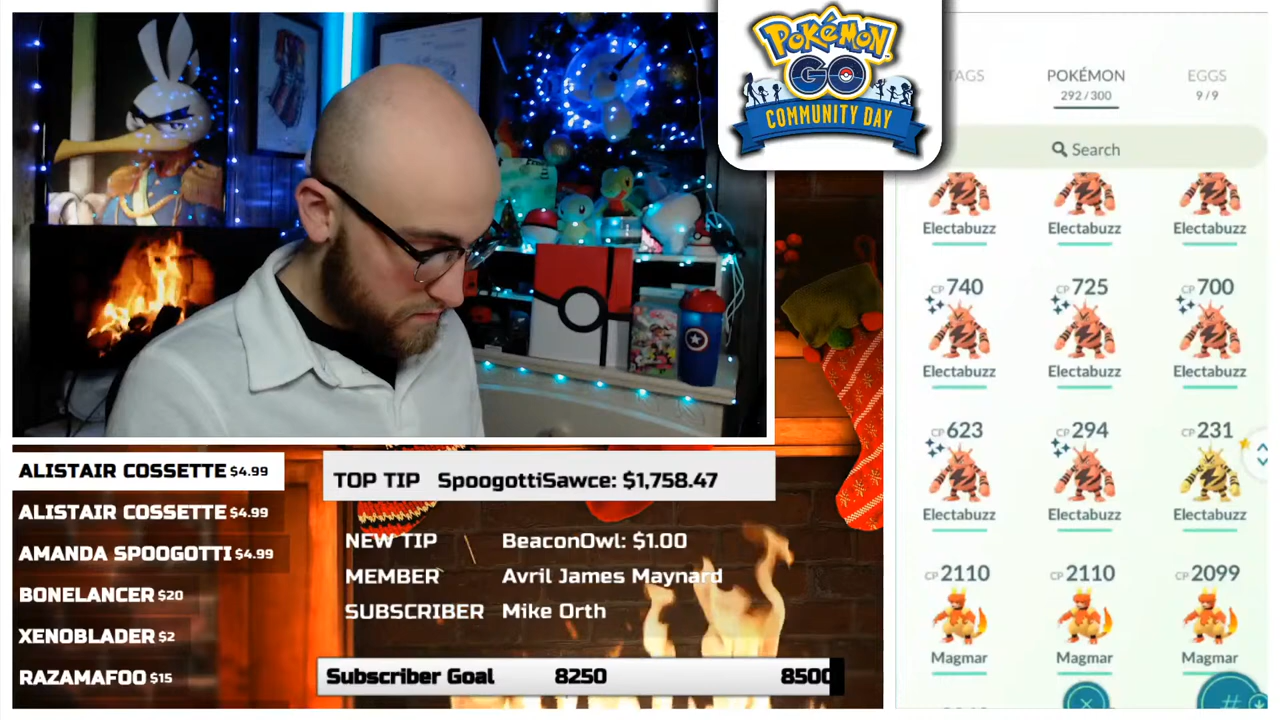 POKÉMON
GO
COMMUNITY DAY
TAGS
POKÉMON
292 / 300
EGGS
9 / 9
Search
Electabuzz
Electabuzz
Electabuzz
CP 740
CP 725
CP 700
Electabuzz
Electabuzz
Electabuzz
CP 623
CP 294
CP 231
Electabuzz
Electabuzz
Electabuzz
CP 2110
CP 2110
CP 2099
Magmar
Magmar
Magmar
ALISTAIR COSSETTE $4.99
ALISTAIR COSSETTE $4.99
AMANDA SPOOGOTTI $4.99
BONELANCER $20
XENOBLADER $2
RAZAMAFOO $15
TOP TIP SpoogottiSawce: $1,758.47
NEW TIP BeaconOwl: $1.00
MEMBER Avril James Maynard
SUBSCRIBER Mike Orth
Subscriber Goal 8250 8500